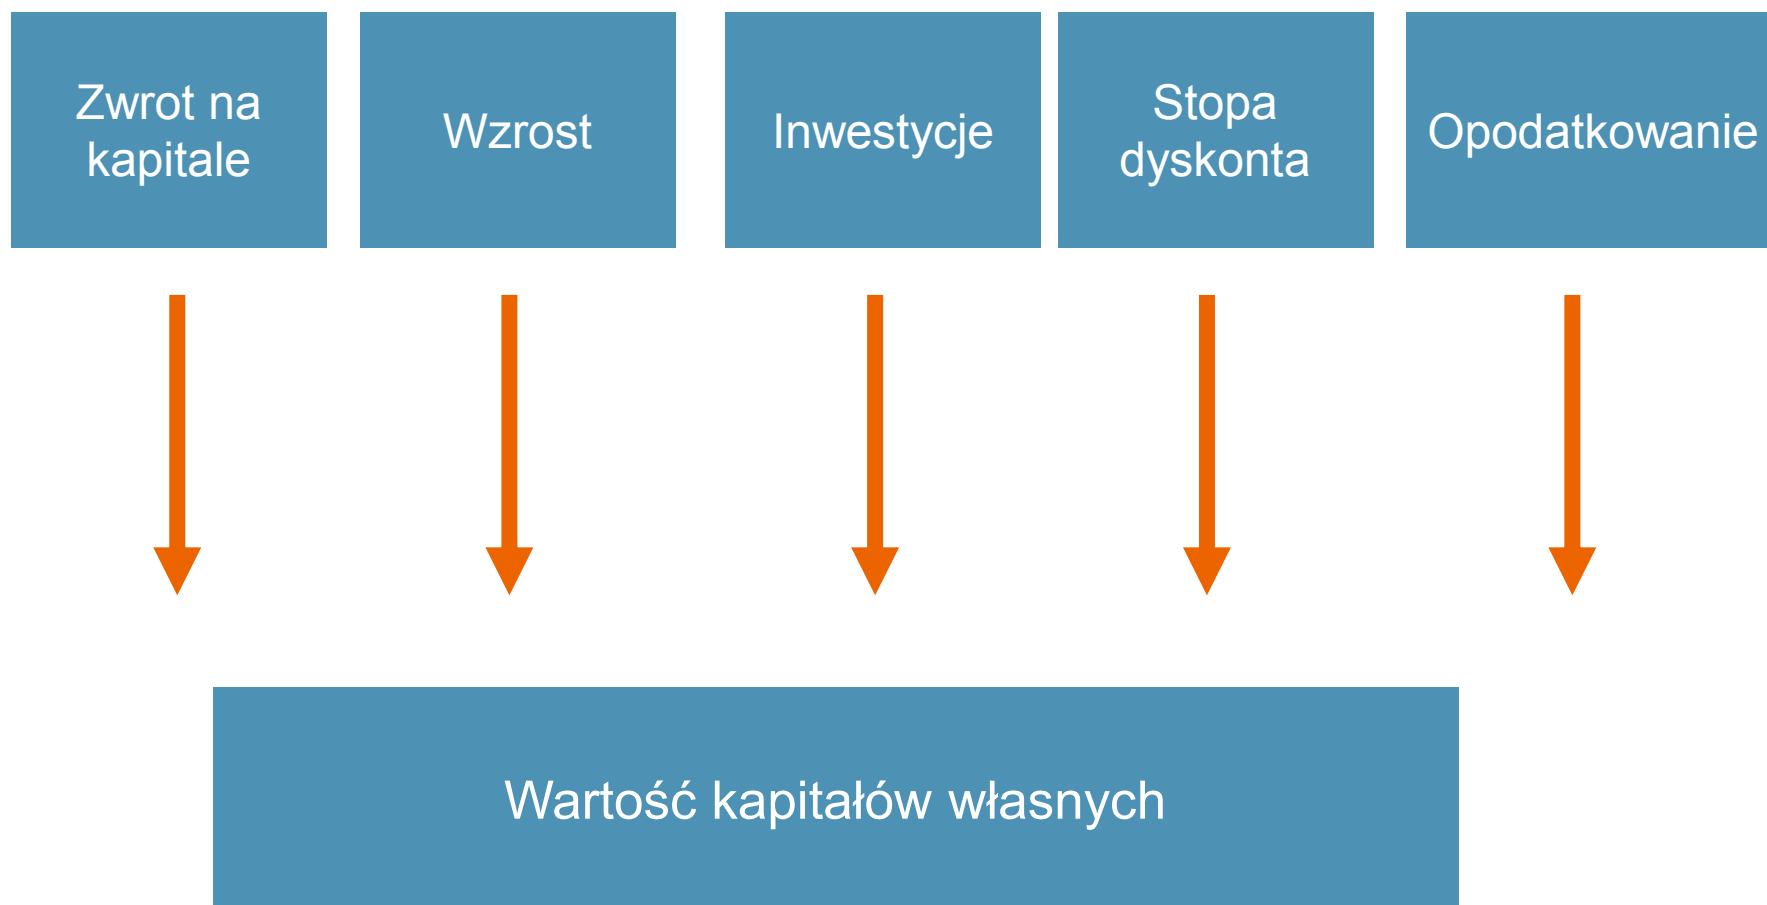 Zwrot na
kapitale
Wzrost
Inwestycje
Stopa
dyskonta
Opodatkowanie
Wartość kapitałów własnych